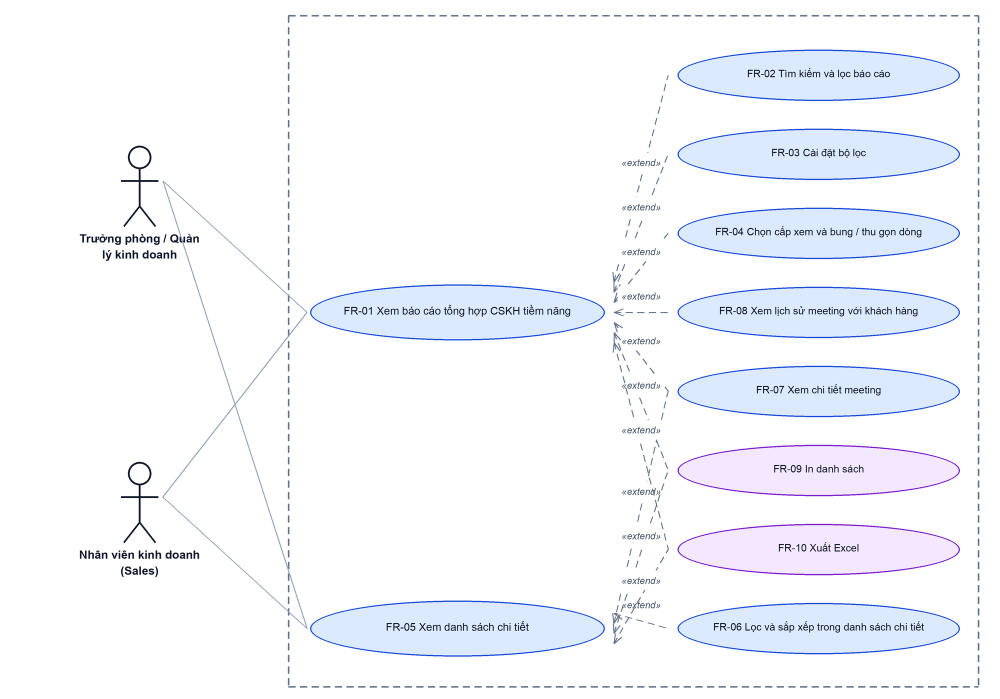 FR-02 Tìm kiếm và lọc báo cáo
FR-03 Cài đặt bộ lọc
«extend»
«extend»
FR-04 Chọn cấp xem và bung / thu gọn dòng
Trưởng phòng / Quản
lý kinh doanh
«extend»
«extend»
FR-01 Xem báo cáo tổng hợp CSKH tiềm năng
FR-08 Xem lịch sử meeting với khách hàng
«extend»
«extend»
FR-07 Xem chi tiết meeting
«extend»
FR-09 In danh sách
«extend»
«extend»
FR-10 Xuất Excel
Nhân viên kinh doanh
(Sales)
«extend»
«extend»
FR-05 Xem danh sách chi tiết
FR-06 Lọc và sắp xếp trong danh sách chi tiết